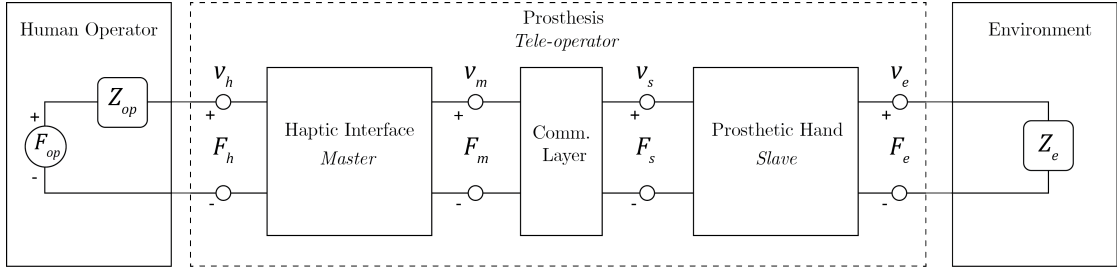 Human Operator
Prosthesis
Tele-operator
Environment
Z_op
+
F_op
-
v_h
+
F_h
-
Haptic Interface
Master
v_m
+
F_m
-
Comm.
Layer
v_s
+
F_s
-
Prosthetic Hand
Slave
v_e
+
F_e
-
Z_e